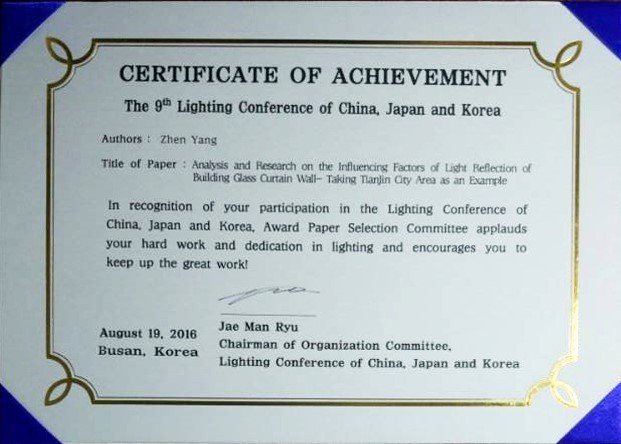 CERTIFICATE OF ACHIEVEMENT
The 9th Lighting Conference of China, Japan and Korea
Authors : Zhen Yang
Title of Paper : Analysis and Research on the Influencing Factors of Light Reflection of
Building Glass Curtain Wall- Taking TianJin City Area as an Example
In recognition of your participation in the Lighting Conference of
China, Japan and Korea, Award Paper Selection Committee applauds
your hard work and dedication in lighting and encourages you to
keep up the great work!
August 19, 2016
Busan, Korea
Jae Man Ryu
Chairman of Organization Committee,
Lighting Conference of China, Japan and Korea